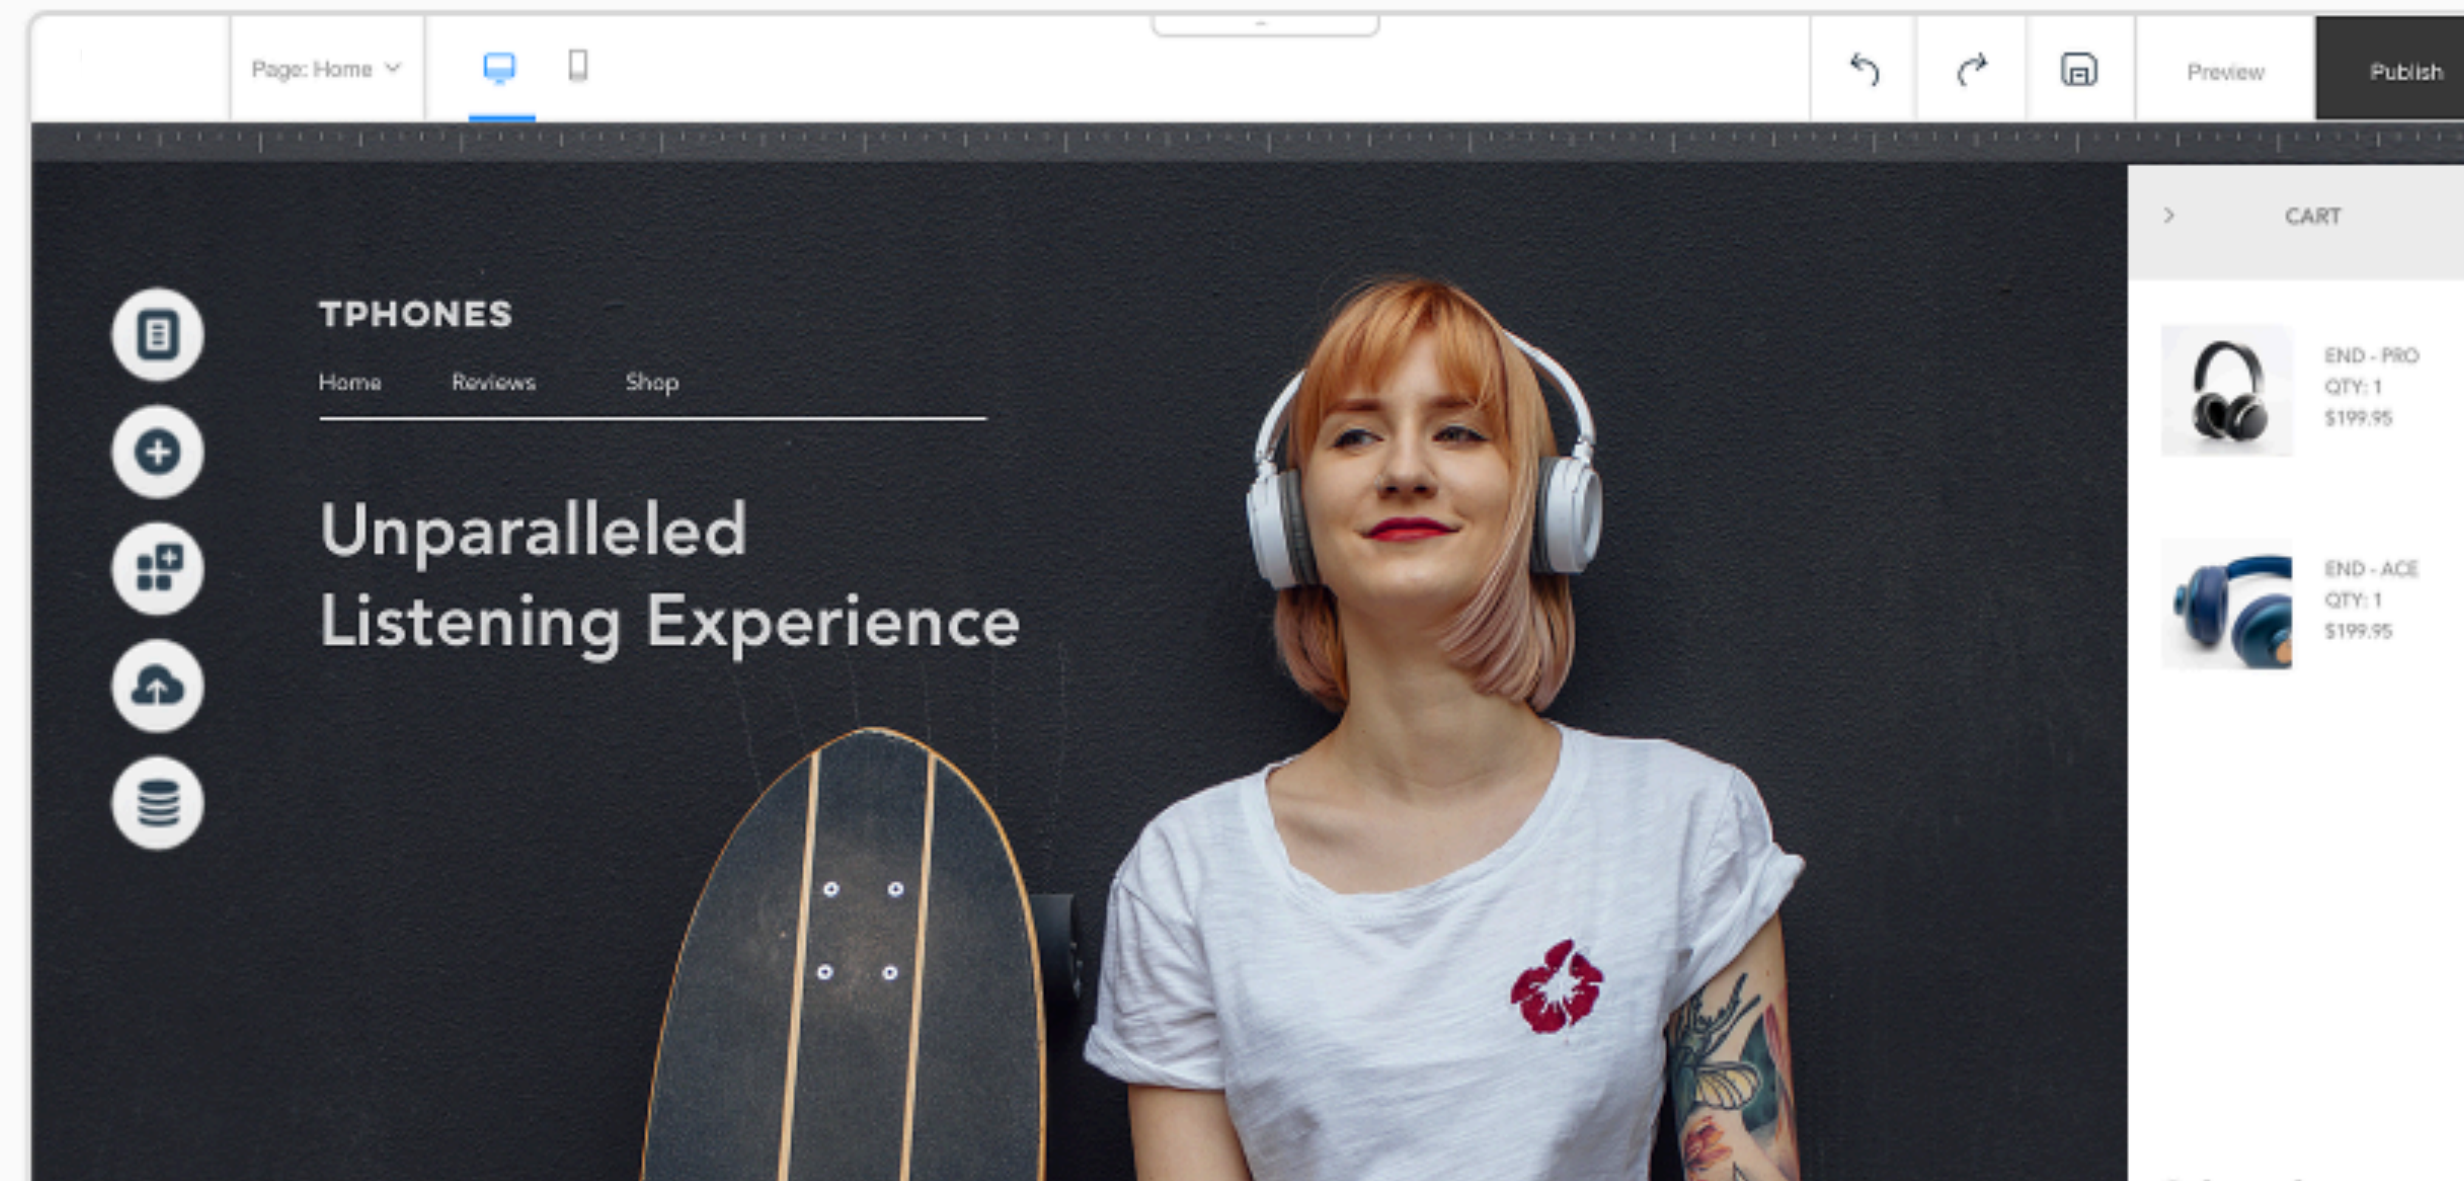 Page: Home
Preview
Publish
CART
TPHONES
Home Reviews Shop
Unparalleled
Listening Experience
END - PRO
QTY: 1
$199.95
END - ACE
QTY: 1
$199.95